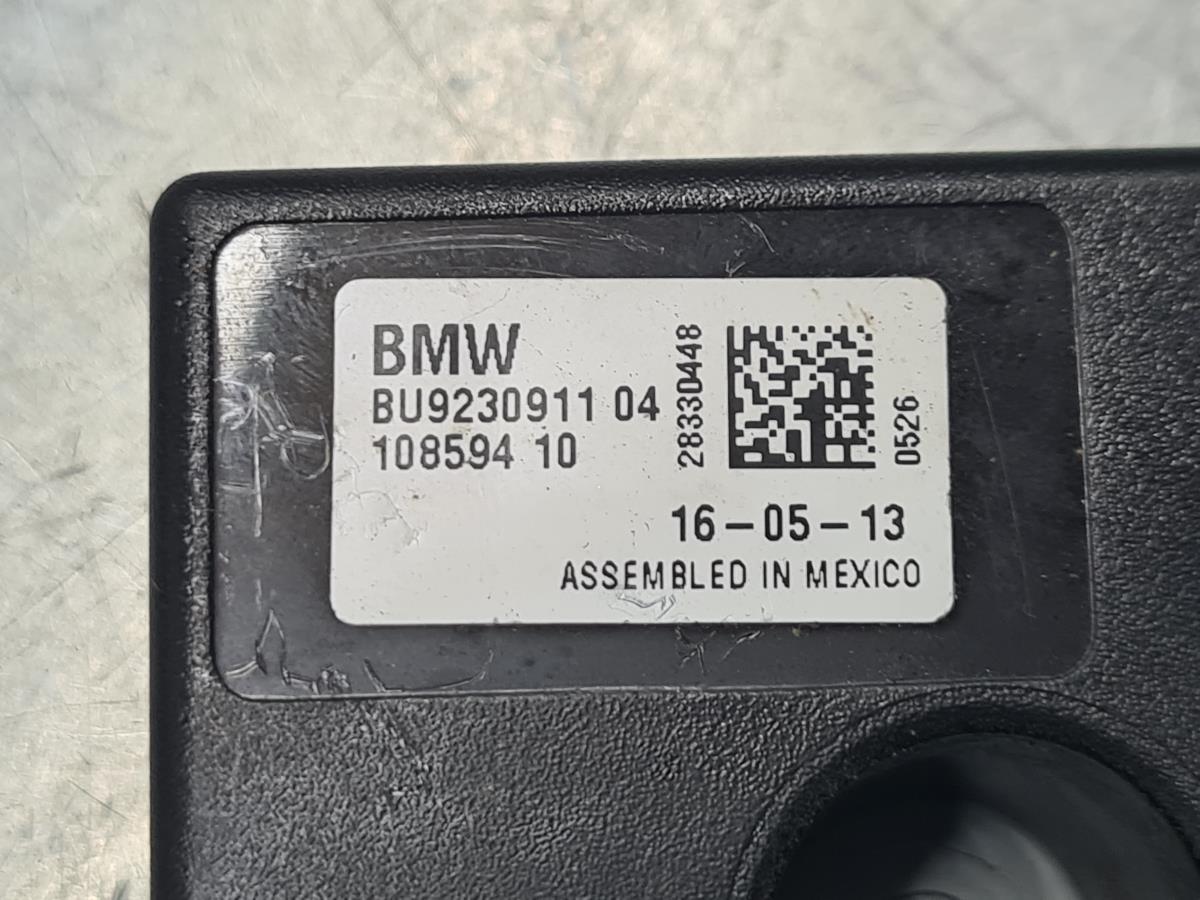 BMW
BU9230911 04
108594 10
28330448
0526
16-05-13
ASSEMBLED IN MEXICO